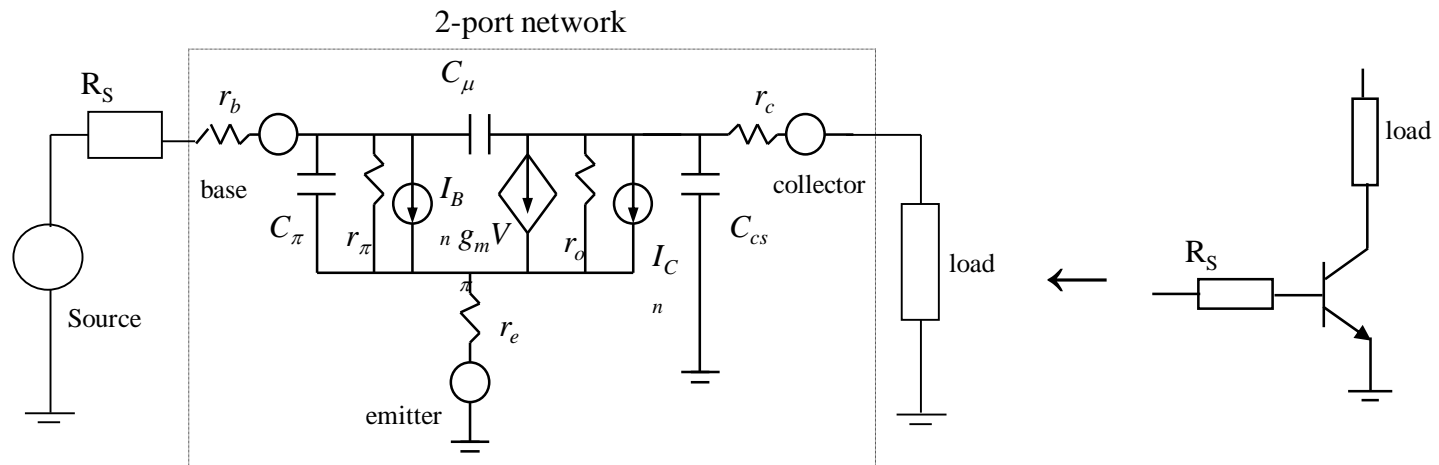 2-port network
R_S
r_b
C_μ
r_c
load
base
I_B
n
g_m V
π
collector
C_π
r_π
r_o
I_C
n
C_cs
R_S
load
Source
r_e
emitter